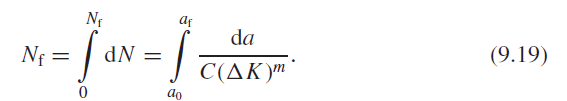 N_f = ∫_0^{N_f} dN = ∫_{a_0}^{a_f} da / C(ΔK)^m . (9.19)